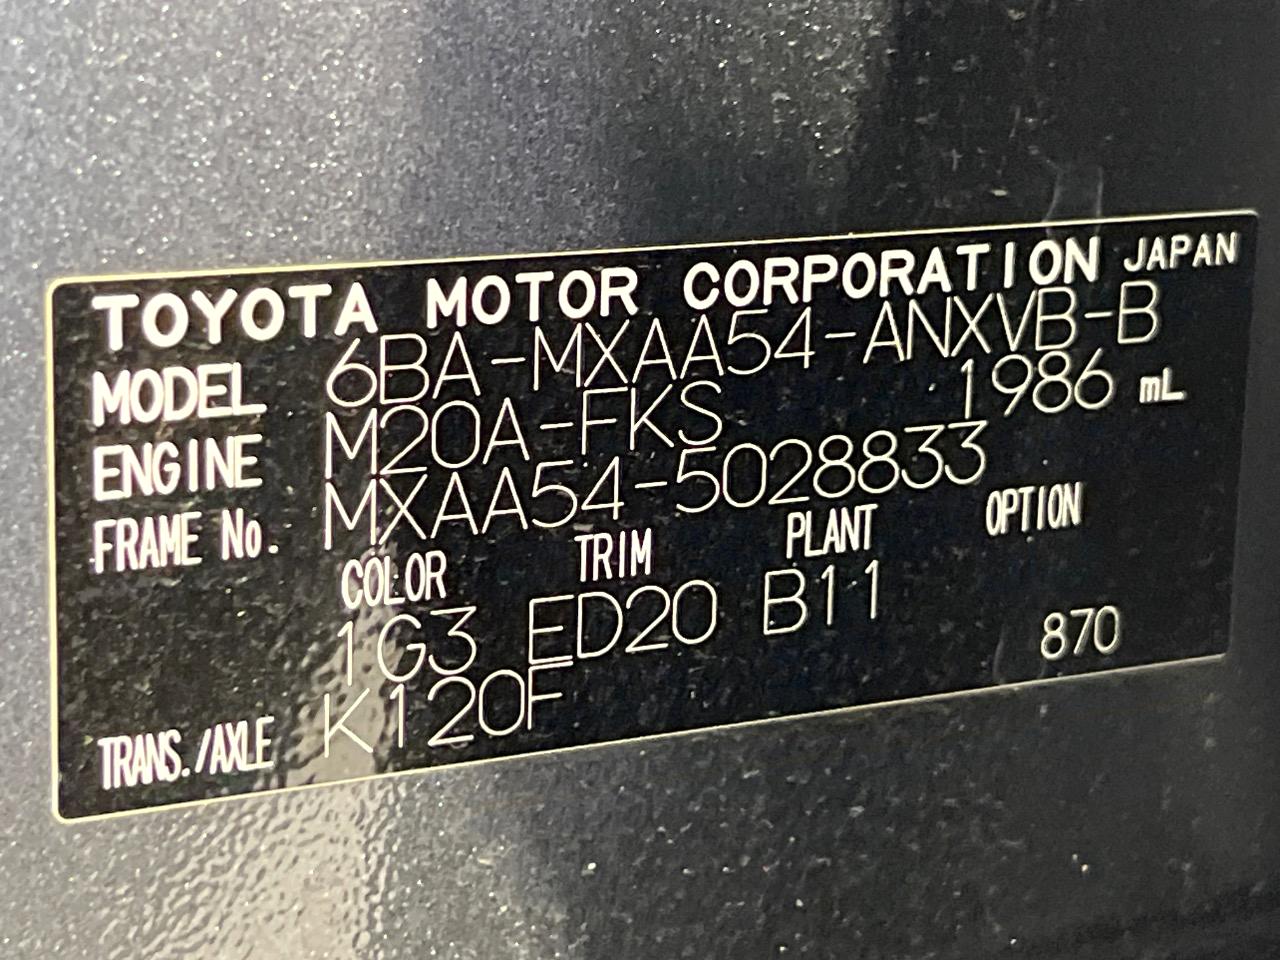 TOYOTA MOTOR CORPORATION JAPAN
MODEL 6BA-MXAA54-ANXVB-B
ENGINE M20A-FKS 1986 mL
FRAME No. MXAA54-5028833
COLOR TRIM PLANT OPTION
1G3 ED20 B11
TRANS./AXLE K120F 870